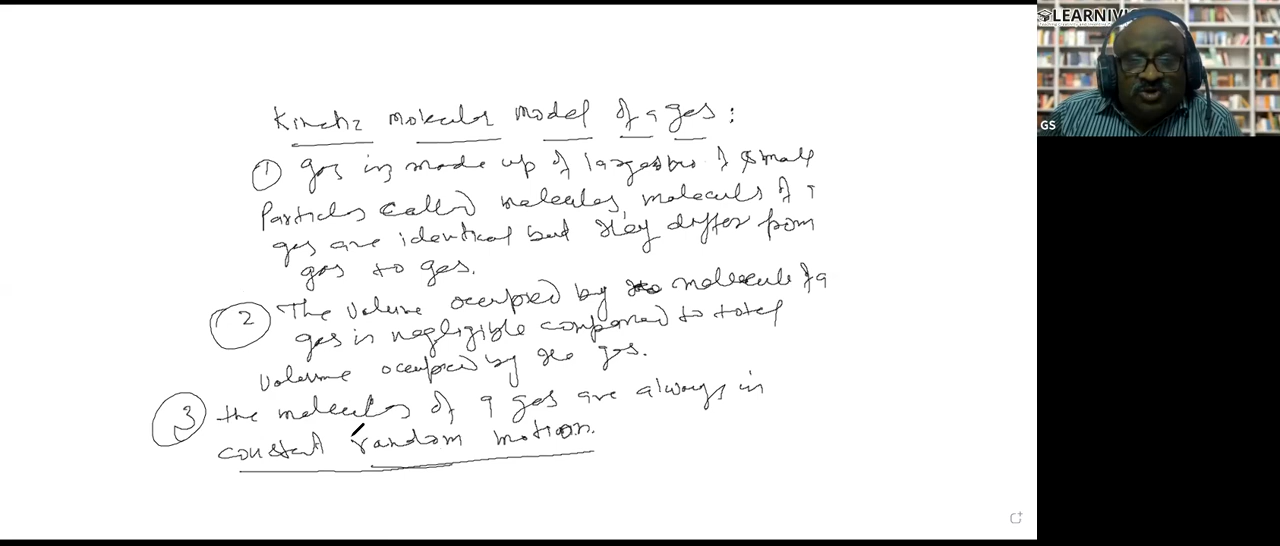 Kinetic molecular model of a gas:
① gas is made up of large no of small
Particles called molecules, molecules of a
gas are identical but they differ from
gas to gas.
② The volume occupied by molecule of a
gas is negligible compared to total
volume occupied by the gas.
③ the molecules of a gas are always in
constant random motion.
LEARNIV
GS